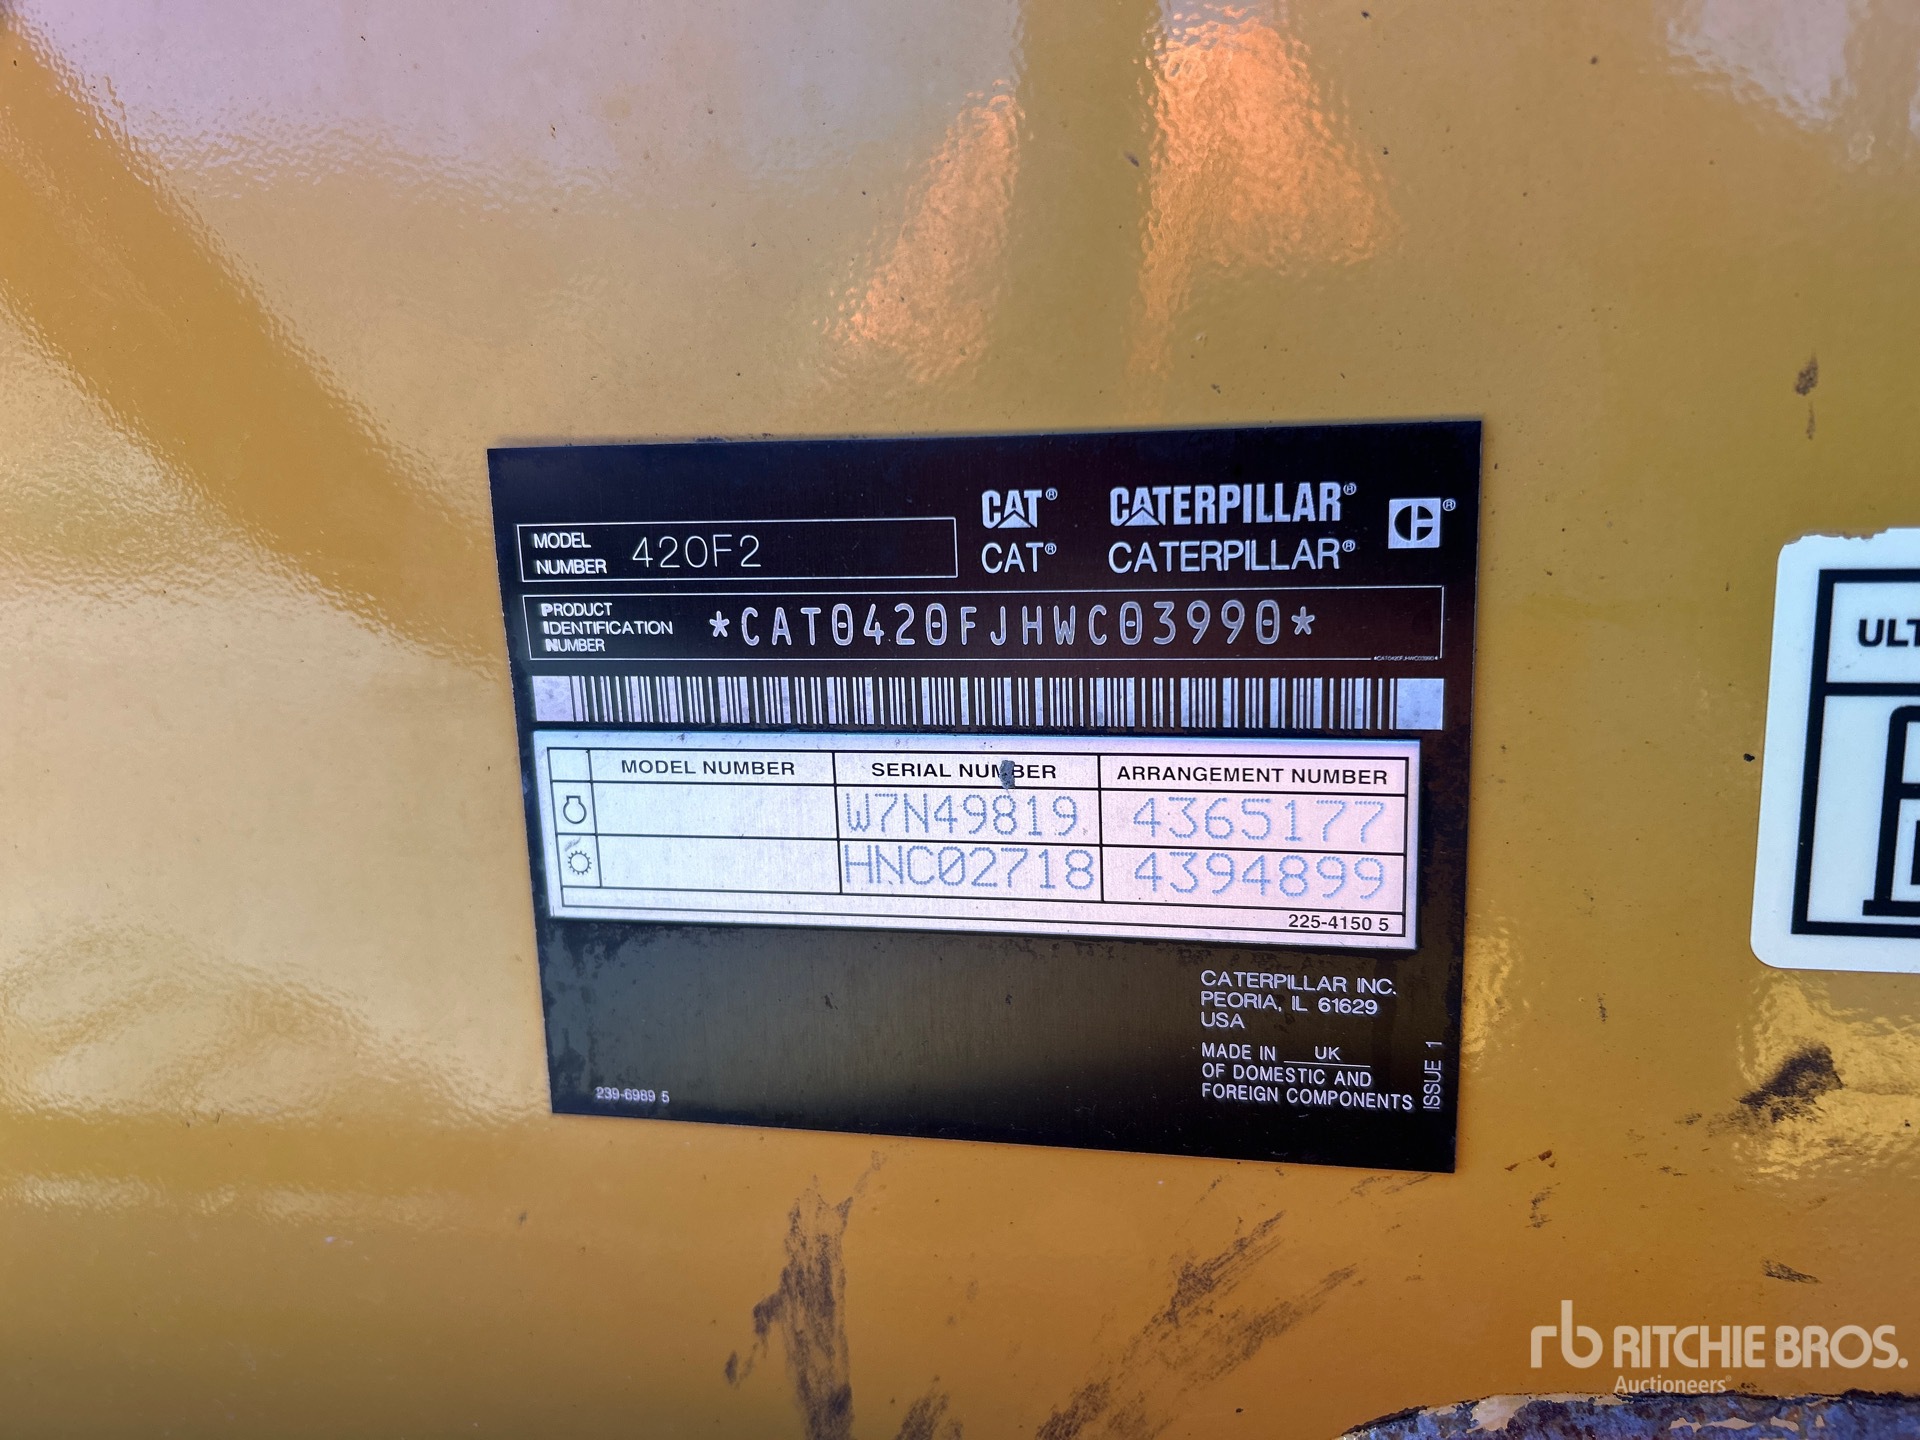 CAT® CATERPILLAR® ®
CAT® CATERPILLAR®
MODEL NUMBER 420F2
PRODUCT IDENTIFICATION NUMBER *CAT0420FJHWC03990*
*CAT0420FJHWC03990*
MODEL NUMBER SERIAL NUMBER ARRANGEMENT NUMBER
W7N49819 4365177
HNC02718 4394899
225-4150 5
CATERPILLAR INC.
PEORIA, IL 61629
USA
MADE IN UK
OF DOMESTIC AND
FOREIGN COMPONENTS
ISSUE 1
239-6989 5
ULT
rb RITCHIE BROS.
Auctioneers®